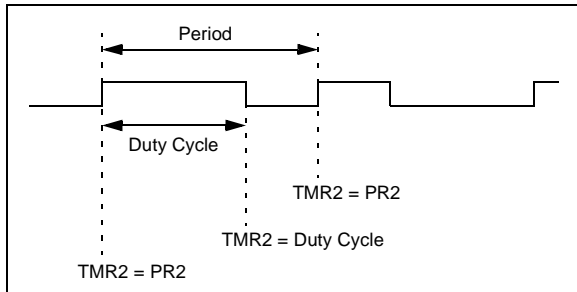 Period
Duty Cycle
TMR2 = PR2
TMR2 = Duty Cycle
TMR2 = PR2